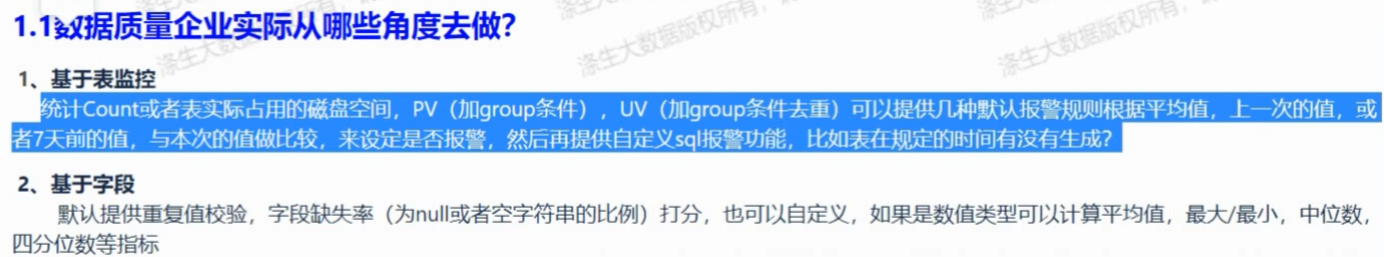 1.1数据质量企业实际从哪些角度去做?
涤生大数据版权所有,
涤生大数据版权所有,
涤生大数据版权所有,
1、基于表监控
统计Count或者表实际占用的磁盘空间，PV（加group条件），UV（加group条件去重）可以提供几种默认报警规则根据平均值，上一次的值，或
者7天前的值，与本次的值做比较，来设定是否报警，然后再提供自定义sql报警功能，比如表在规定的时间有没有生成?
2、基于字段
默认提供重复值校验，字段缺失率（为null或者空字符串的比例）打分，也可以自定义，如果是数值类型可以计算平均值，最大/最小，中位数，
四分位数等指标